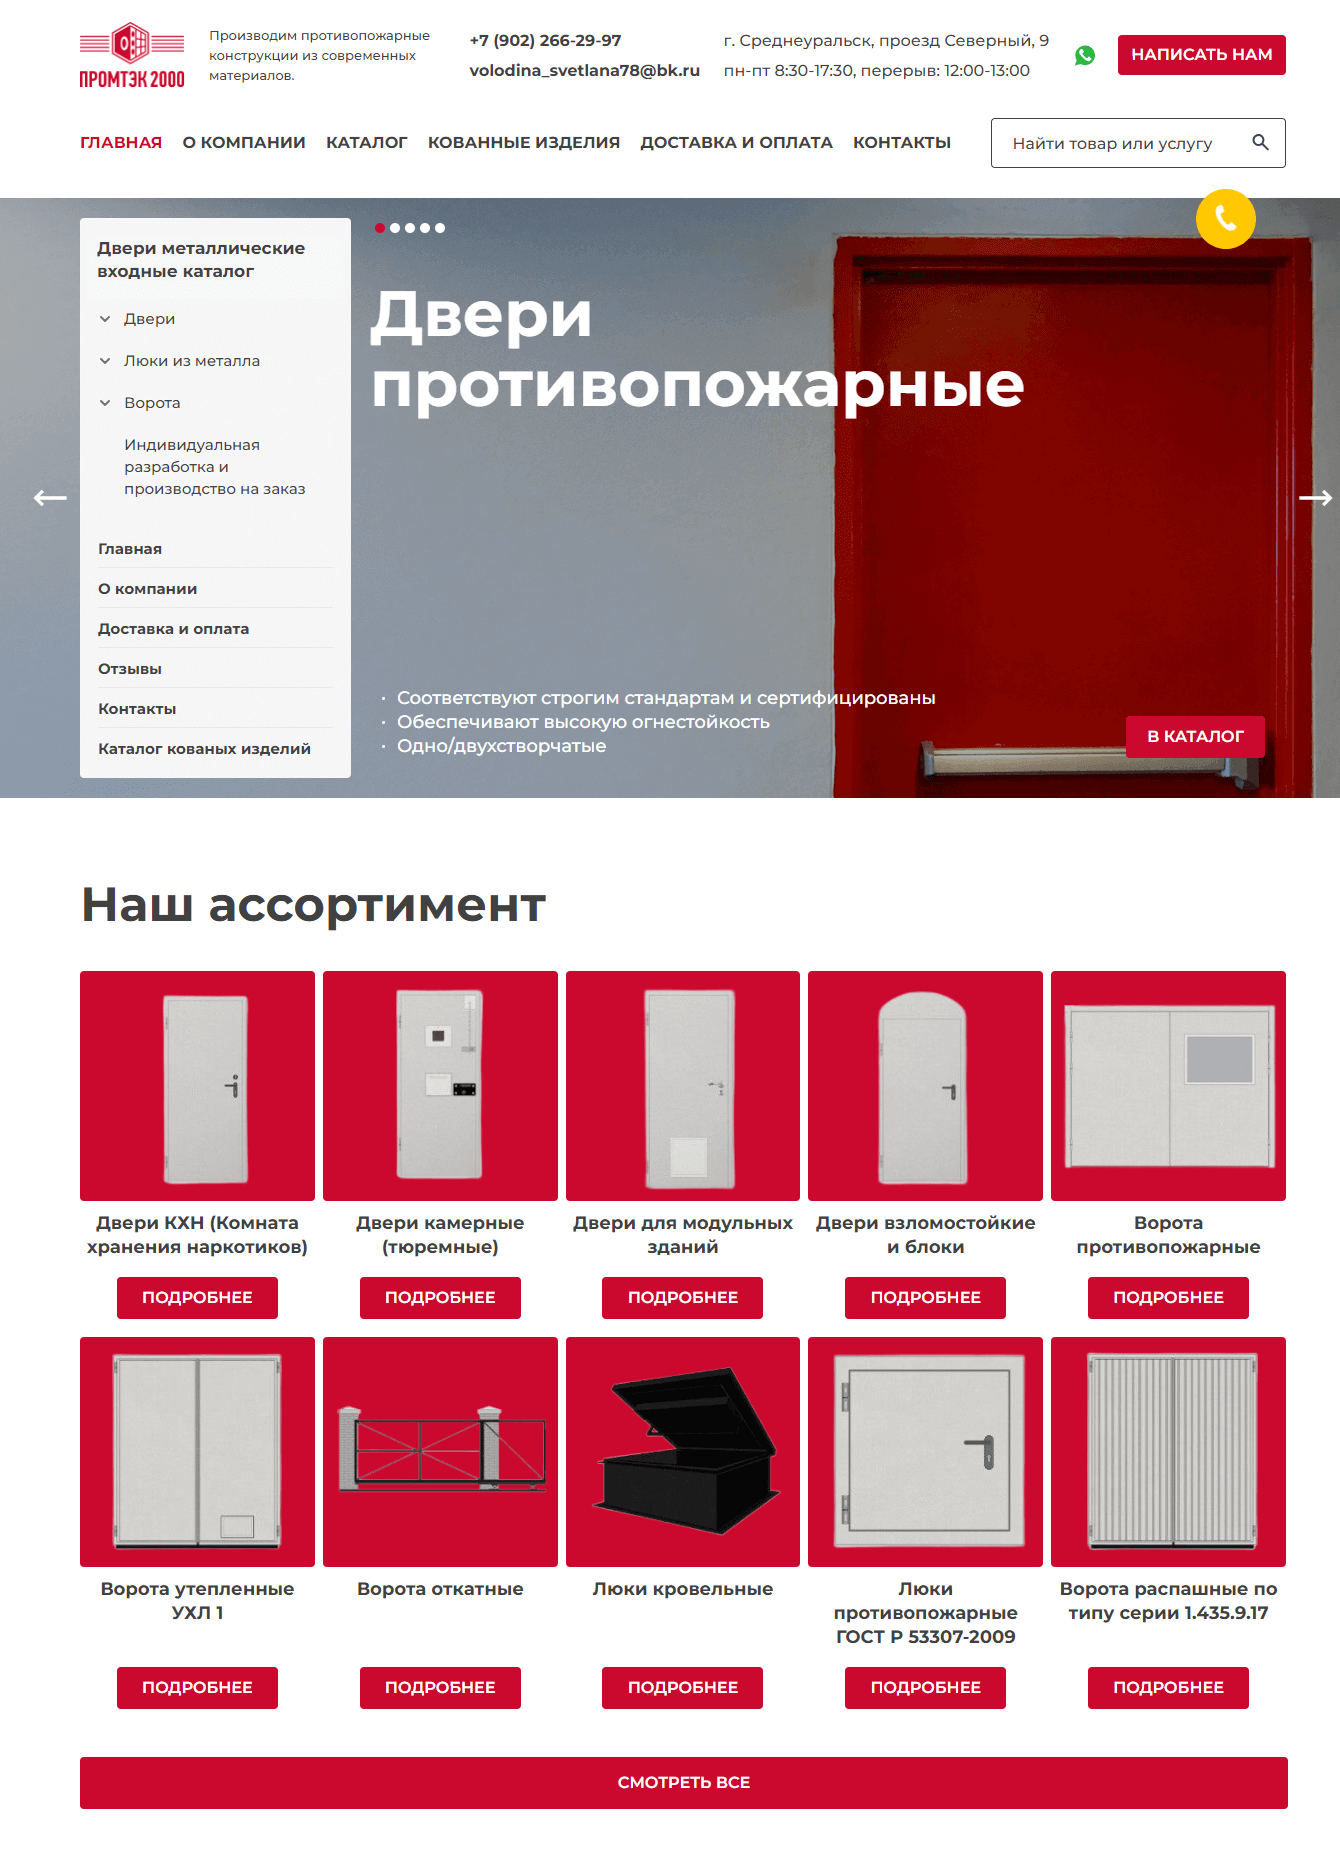 ПРОМТЭК 2000
Производим противопожарные
конструкции из современных
материалов.
+7 (902) 266-29-97
volodina_svetlana78@bk.ru
г. Среднеуральск, проезд Северный, 9
пн-пт 8:30-17:30, перерыв: 12:00-13:00
НАПИСАТЬ НАМ
ГЛАВНАЯ О КОМПАНИИ КАТАЛОГ КОВАННЫЕ ИЗДЕЛИЯ ДОСТАВКА И ОПЛАТА КОНТАКТЫ
Найти товар или услугу
Двери металлические
входные каталог
Двери
Люки из металла
Ворота
Индивидуальная
разработка и
производство на заказ
Главная
О компании
Доставка и оплата
Отзывы
Контакты
Каталог кованых изделий
Двери
противопожарные
· Соответствуют строгим стандартам и сертифицированы
· Обеспечивают высокую огнестойкость
· Одно/двухстворчатые
В КАТАЛОГ
Наш ассортимент
Двери КХН (Комната
хранения наркотиков)
Двери камерные
(тюремные)
Двери для модульных
зданий
Двери взломостойкие
и блоки
Ворота
противопожарные
ПОДРОБНЕЕ ПОДРОБНЕЕ ПОДРОБНЕЕ ПОДРОБНЕЕ ПОДРОБНЕЕ
Ворота утепленные
УХЛ 1
Ворота откатные
Люки кровельные
Люки
противопожарные
ГОСТ Р 53307-2009
Ворота распашные по
типу серии 1.435.9.17
ПОДРОБНЕЕ ПОДРОБНЕЕ ПОДРОБНЕЕ ПОДРОБНЕЕ ПОДРОБНЕЕ
СМОТРЕТЬ ВСЕ